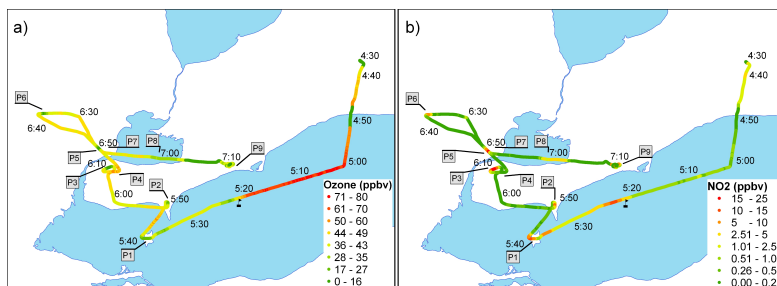 a)
4:30
4:40
4:50
5:00
5:10
5:20
5:30
5:40
5:50
6:00
6:10
6:30
6:40
6:50
7:00
7:10
P1
P2
P3
P4
P5
P6
P7
P8
P9
Ozone (ppbv)
71 - 80
61 - 70
50 - 60
44 - 49
36 - 43
28 - 35
17 - 27
0 - 16
b)
4:30
4:40
4:50
5:00
5:10
5:20
5:30
5:40
5:50
6:00
6:10
6:30
6:40
6:50
7:00
7:10
P1
P2
P3
P4
P5
P6
P7
P8
P9
NO2 (ppbv)
15 - 25
10 - 15
5 - 10
2.51 - 5
1.01 - 2.5
0.51 - 1.0
0.26 - 0.5
0.00 - 0.2